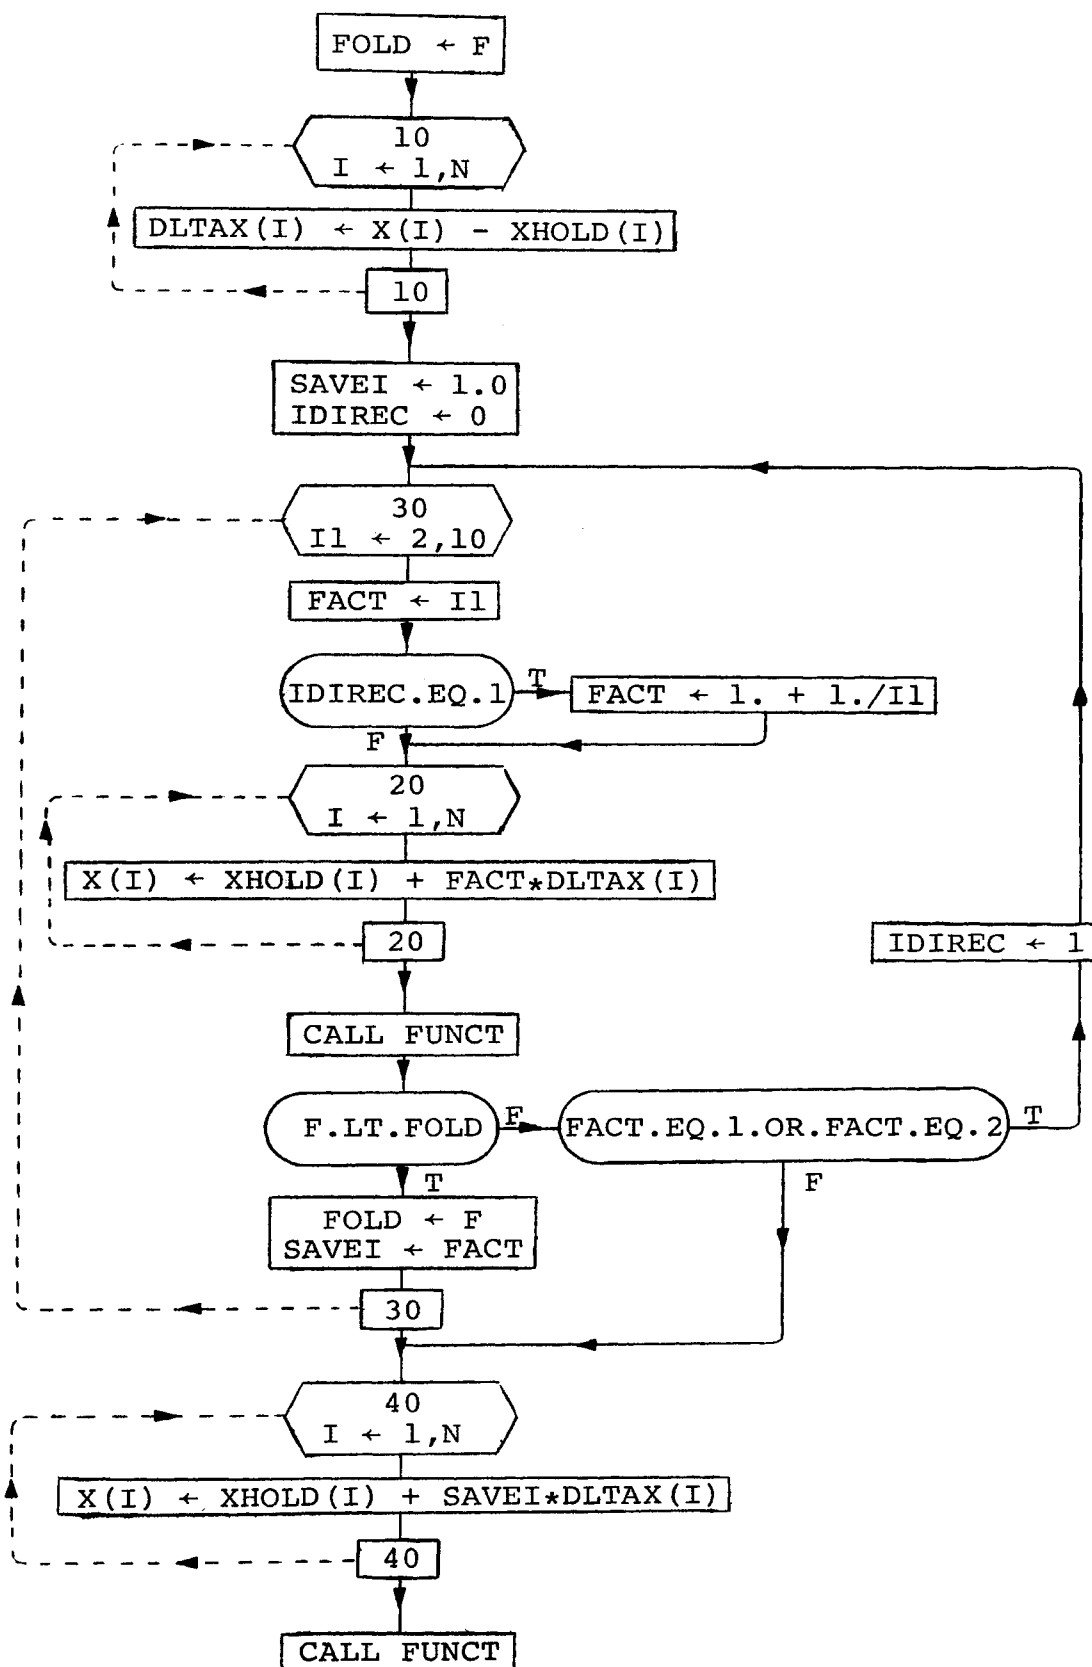 FOLD ← F
10
I ← 1,N
DLTAX(I) ← X(I) - XHOLD(I)
10
SAVEI ← 1.0
IDIREC ← 0
30
I1 ← 2,10
FACT ← I1
IDIREC.EQ.1
T
FACT ← 1. + 1./I1
F
20
I ← 1,N
X(I) ← XHOLD(I) + FACT*DLTAX(I)
20
IDIREC ← 1
CALL FUNCT
F.LT.FOLD
F
FACT.EQ.1.OR.FACT.EQ.2
T
T
F
FOLD ← F
SAVEI ← FACT
30
40
I ← 1,N
X(I) ← XHOLD(I) + SAVEI*DLTAX(I)
40
CALL FUNCT